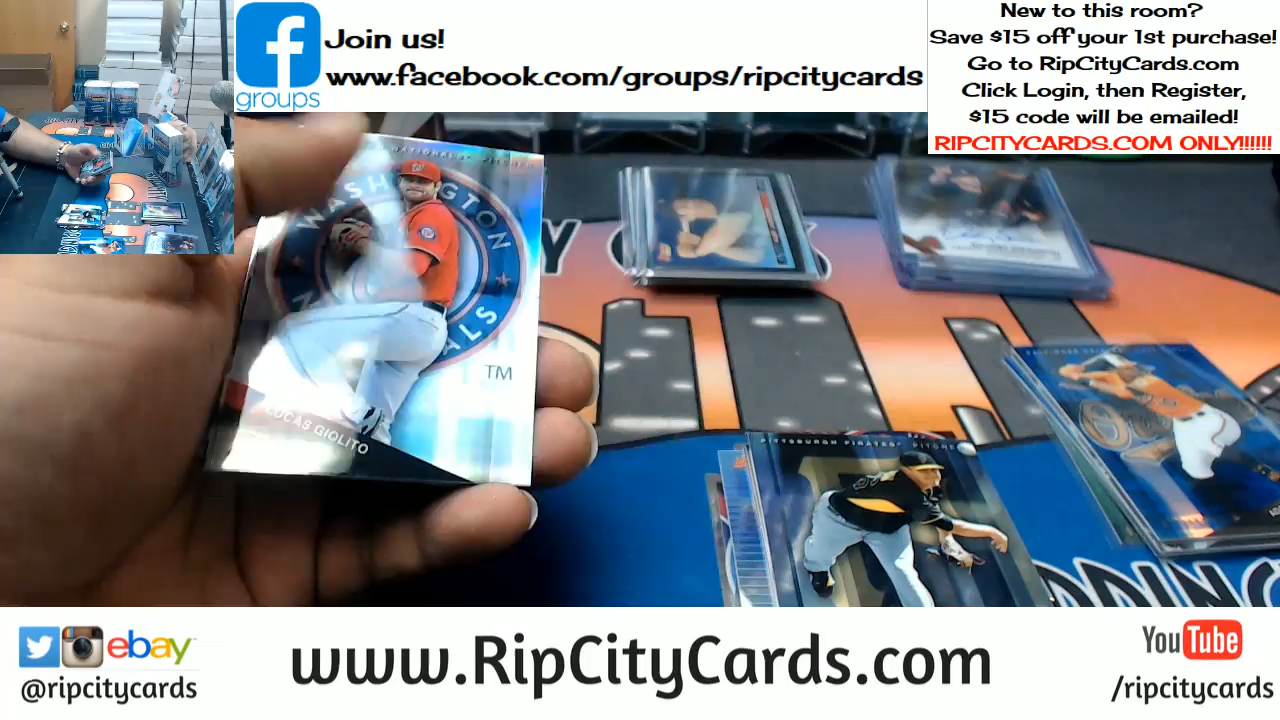 groups
Join us!
www.facebook.com/groups/ripcitycards
New to this room?
Save $15 off your 1st purchase!
Go to RipCityCards.com
Click Login, then Register,
$15 code will be emailed!
RIPCITYCARDS.COM ONLY!!!!!!
NATIONALS® PITCHER
WASHINGTON
NALS
TM
LUCAS GIOLITO
PITTSBURGH PIRATES®
ebay
@ripcitycards
www.RipCityCards.com
YouTube
/ripcitycards